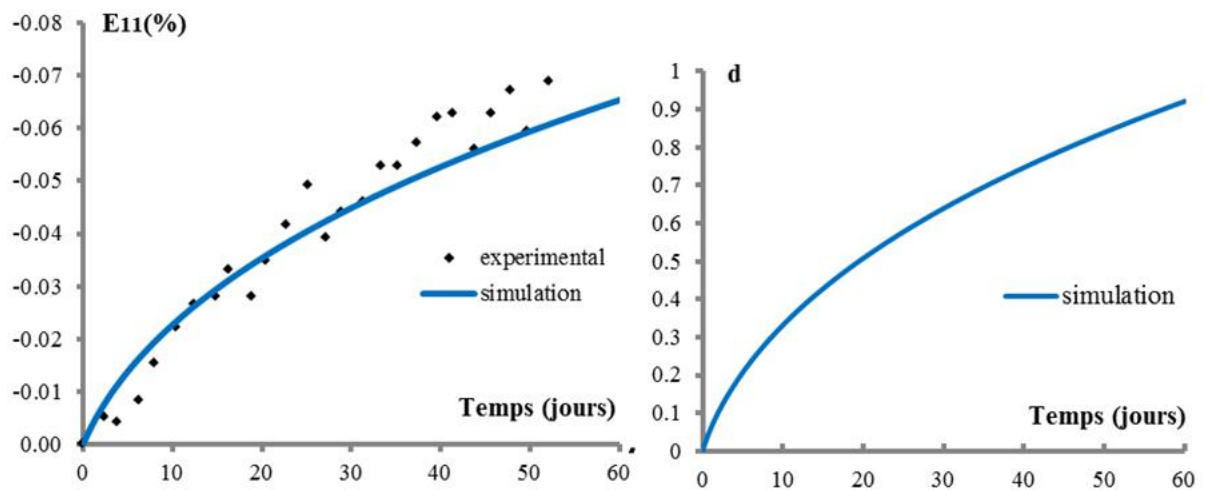 E11(%)
-0.08
-0.07
-0.06
-0.05
-0.04
-0.03
-0.02
-0.01
0.00
experimental
simulation
Temps (jours)
0 10 20 30 40 50 60
d
1
0.9
0.8
0.7
0.6
0.5
0.4
0.3
0.2
0.1
0
simulation
Temps (jours)
0 10 20 30 40 50 60